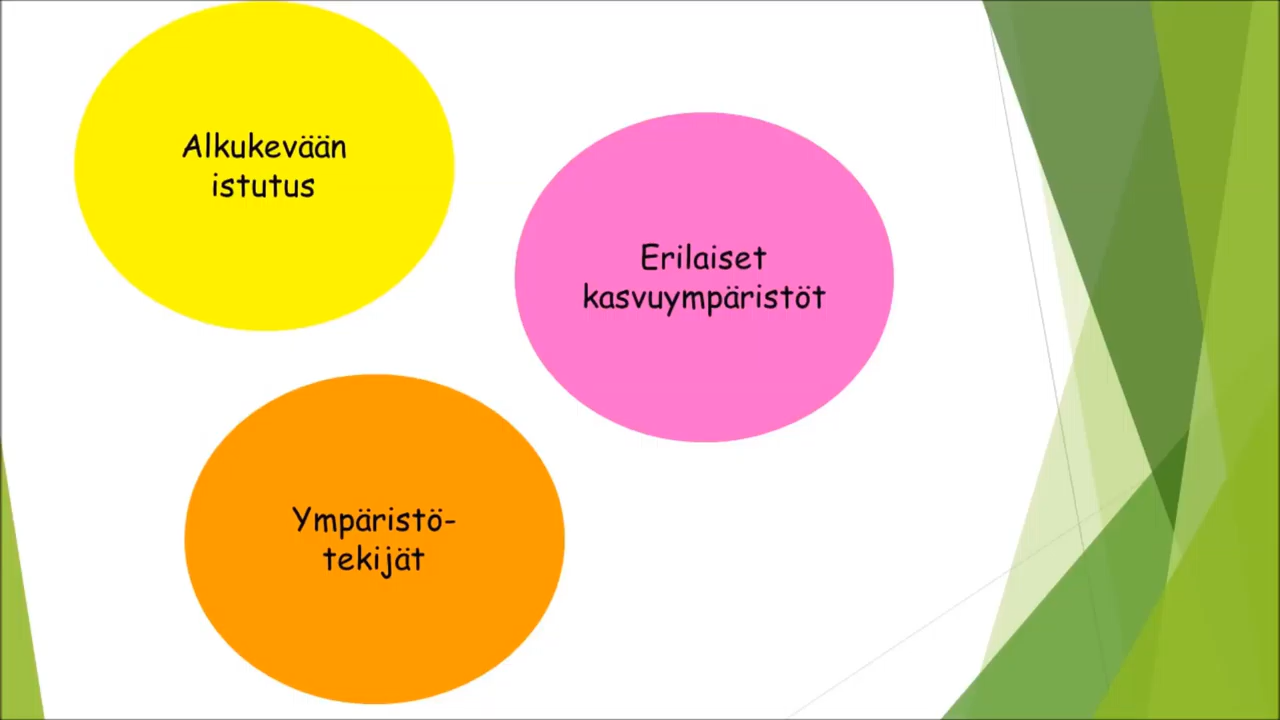 Alkukevään
istutus
Erilaiset
kasvuympäristöt
Ympäristö-
tekijät